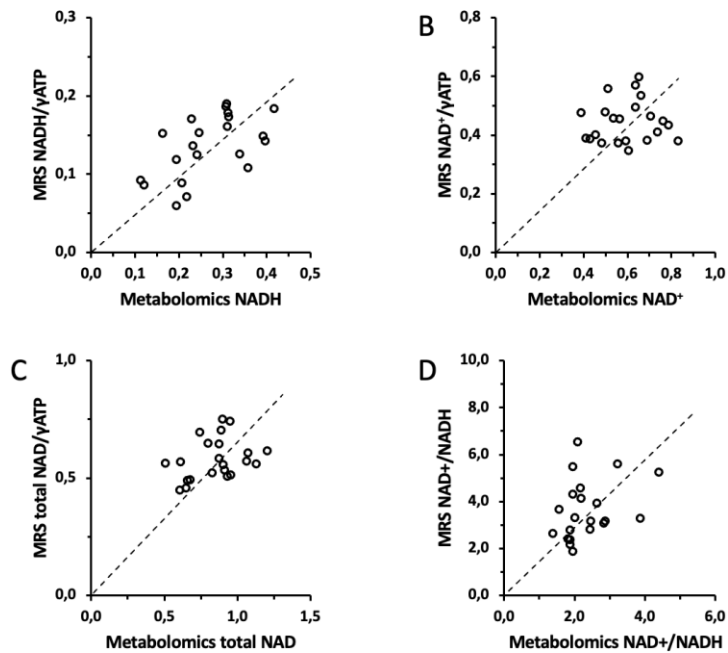 0,3
0,2
0,1
0,0
0,0 0,1 0,2 0,3 0,4 0,5
MRS NADH/γATP
Metabolomics NADH
B
0,8
0,6
0,4
0,2
0,0
0,0 0,2 0,4 0,6 0,8 1,0
MRS NAD⁺/γATP
Metabolomics NAD⁺
C
1,0
0,5
0,0
0,0 0,5 1,0 1,5
MRS total NAD/γATP
Metabolomics total NAD
D
10,0
8,0
6,0
4,0
2,0
0,0
0,0 2,0 4,0 6,0
MRS NAD+/NADH
Metabolomics NAD+/NADH